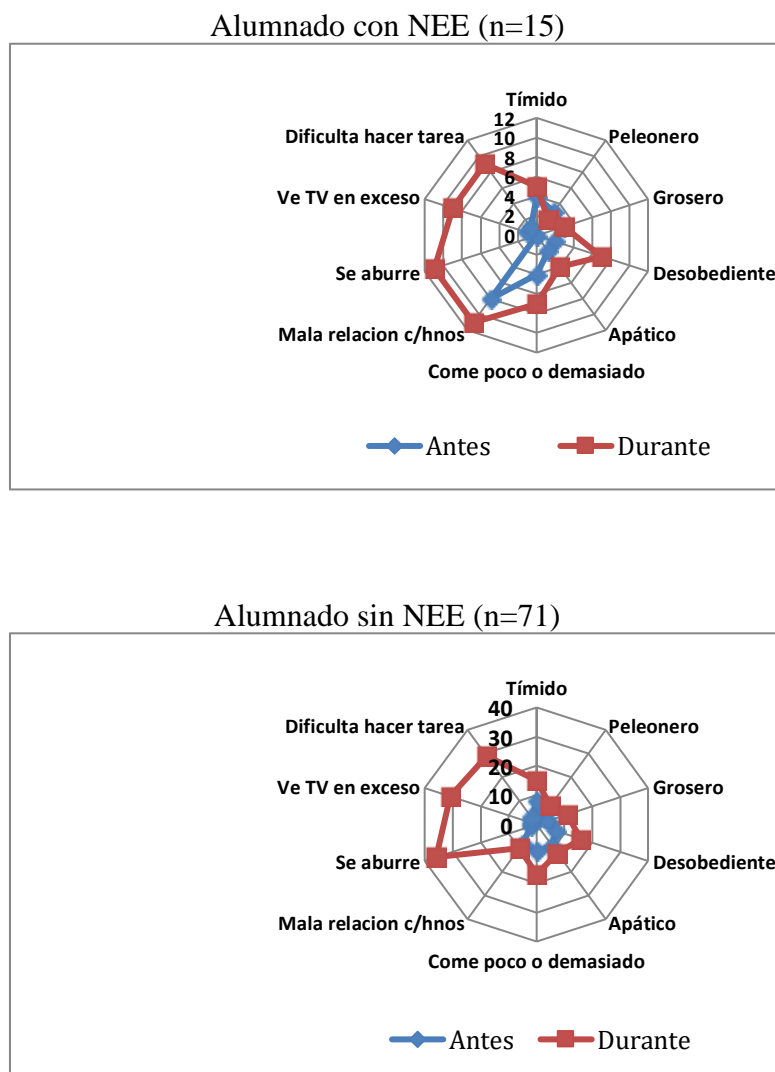 Alumnado con NEE (n=15)
Tímido
12
10
8
6
4
2
0
Dificulta hacer tarea
Peleonero
Ve TV en exceso
Grosero
Se aburre
Desobediente
Mala relacion c/hnos
Apático
Come poco o demasiado
Antes
Durante
Alumnado sin NEE (n=71)
Tímido
40
30
20
10
0
Dificulta hacer tarea
Peleonero
Ve TV en exceso
Grosero
Se aburre
Desobediente
Mala relacion c/hnos
Apático
Come poco o demasiado
Antes
Durante